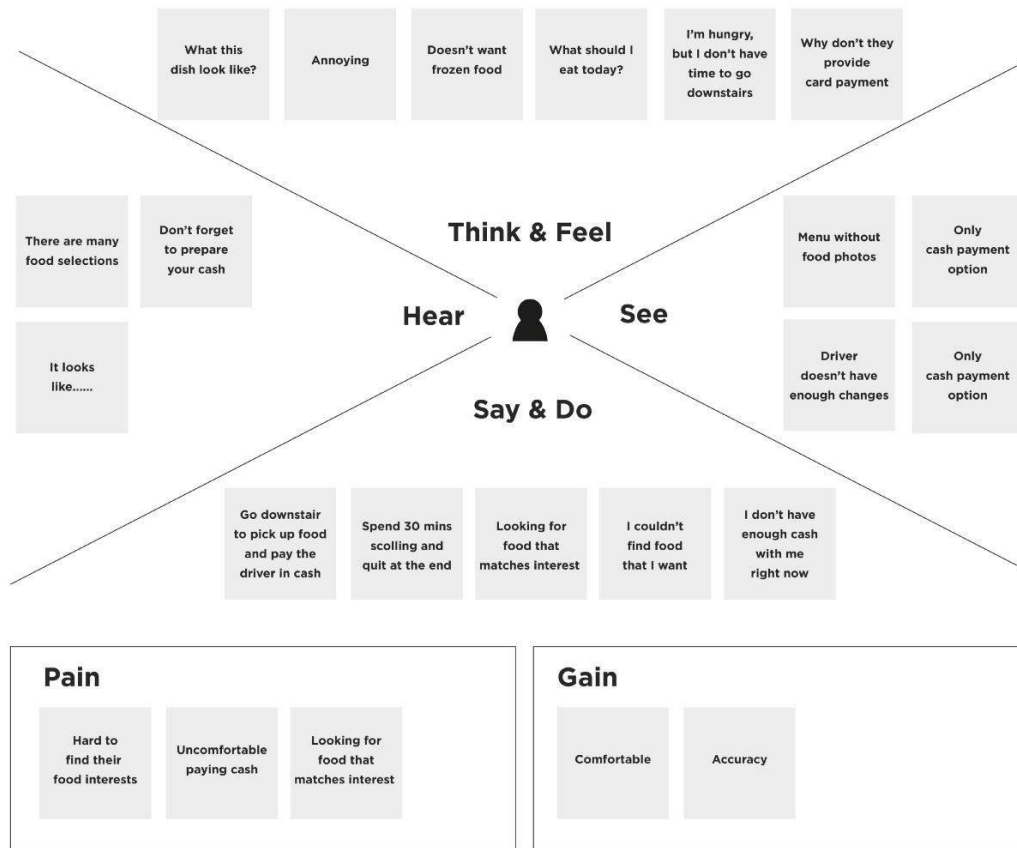 What this
dish look like?
Annoying
Doesn't want
frozen food
What should I
eat today?
I'm hungry,
but I don't have
time to go
downstairs
Why don't they
provide
card payment
Think & Feel
There are many
food selections
Don't forget
to prepare
your cash
It looks
like......
Hear
See
Menu without
food photos
Only
cash payment
option
Driver
doesn't have
enough changes
Only
cash payment
option
Say & Do
Go downstair
to pick up food
and pay the
driver in cash
Spend 30 mins
scolling and
quit at the end
Looking for
food that
matches interest
I couldn't
find food
that I want
I don't have
enough cash
with me
right now
Pain
Hard to
find their
food interests
Uncomfortable
paying cash
Looking for
food that
matches interest
Gain
Comfortable
Accuracy